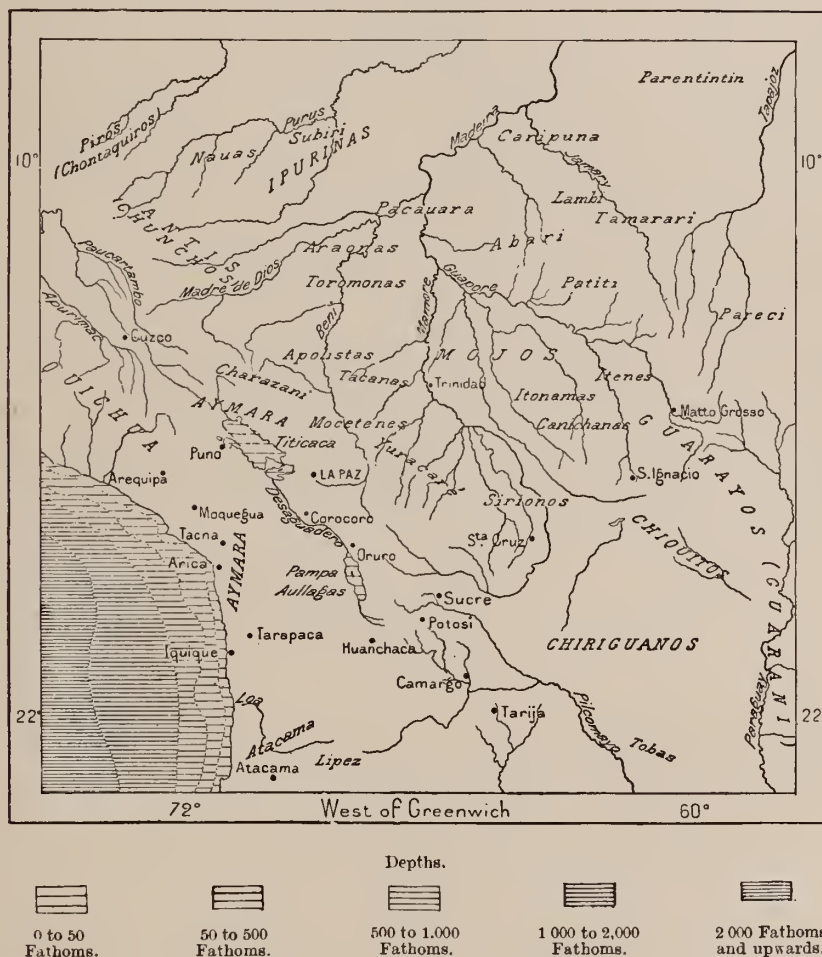 Parentintin
Tapajoz
Piros
(Chontaquiros)
Purus
Subiri
Nauas
IPURINAS
Madeira
Caripuna
Jamary
10°
10°
Lambi
Tamarari
ANTIS
CHUNCHOS
Pacauara
Abari
Araonas
Paucartambo
Madre de Dios
Toromonas
Guapore
Patiti
Pareci
Apurimac
Cuzco
Beni
Mamore
Apolistas
MOJOS
Itenes
QUICHUA
Charazani
Tacanas
Trinidad
Itonamas
Matto Grosso
AYMARA
Mocetenes
Canichanas
GUARAYOS
Puno
Titicaca
Yuracaré
Arequipa
LA PAZ
S. Ignacio
Sirionos
Moquegua
Desaguadero
Corocoro
CHIQUITOS
Tacna
Oruro
Sta. Cruz
Arica
AYMARA
Pampa
Aullagas
(GUARANI)
Sucre
Potosi
Tarapaca
Huanchaca
CHIRIGUANOS
Iquique
Camargo
Paraguay
Loa
22°
22°
Tarija
Pilcomayo
Tobas
Atacama
Lipez
Atacama
72°
West of Greenwich
60°
Depths.
0 to 50
Fathoms.
50 to 500
Fathoms.
500 to 1.000
Fathoms.
1 000 to 2,000
Fathoms.
2 000 Fathoms
and upwards.